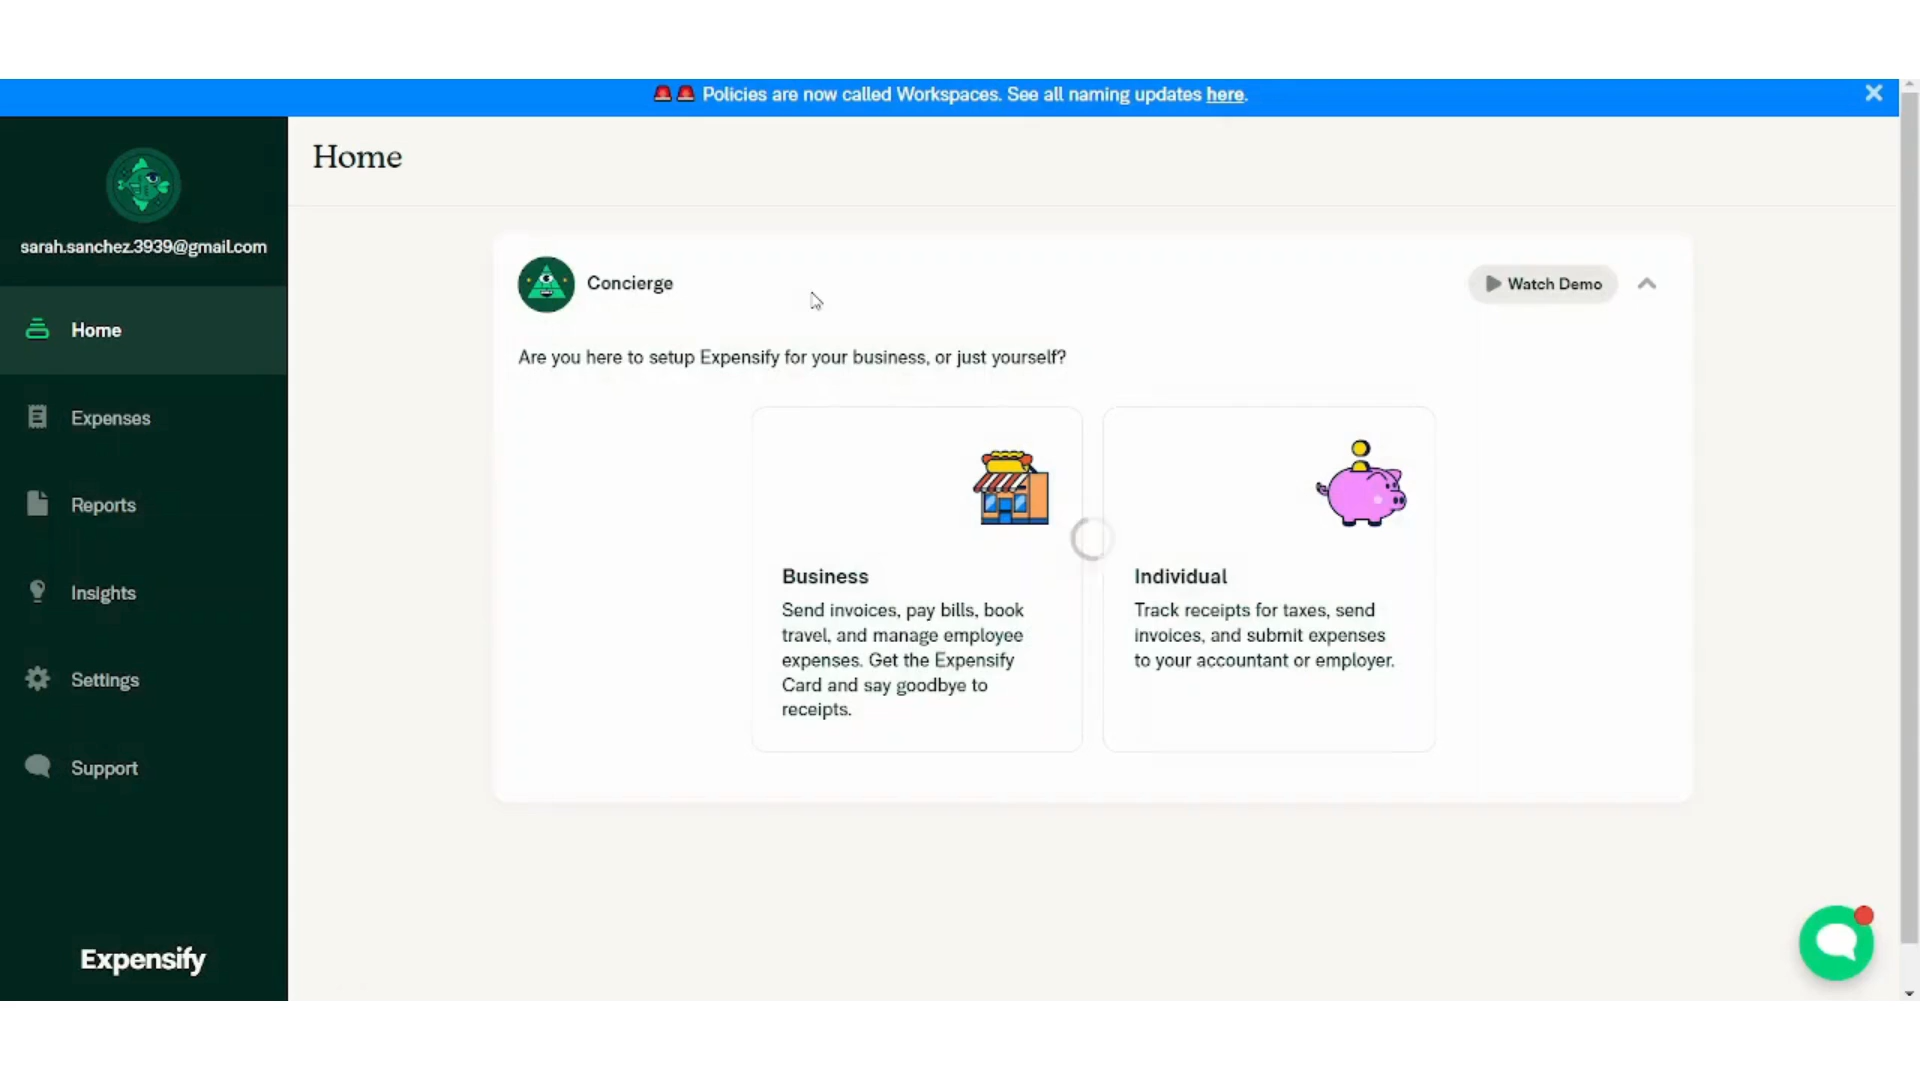 🚨🚨 Policies are now called Workspaces. See all naming updates here.
sarah.sanchez.3939@gmail.com
Home
Expenses
Reports
Insights
Settings
Support
Expensify
Home
Concierge
Watch Demo
Are you here to setup Expensify for your business, or just yourself?
Business
Send invoices, pay bills, book
travel, and manage employee
expenses. Get the Expensify
Card and say goodbye to
receipts.
Individual
Track receipts for taxes, send
invoices, and submit expenses
to your accountant or employer.